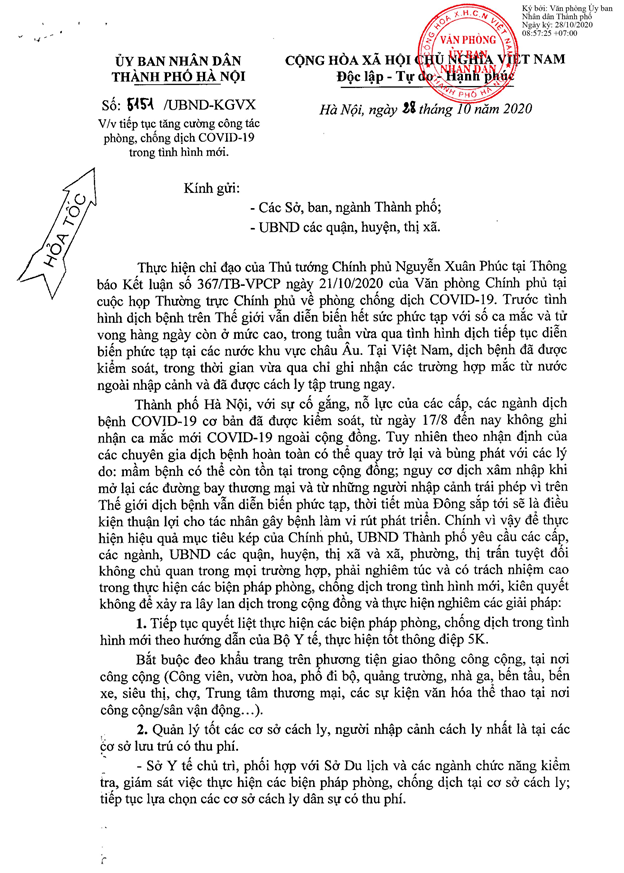 Ký bởi: Văn phòng Ủy ban
Nhân dân Thành phố
Ngày ký: 28/10/2020
08:57:25 +07:00
ỦY BAN NHÂN DÂN
THÀNH PHỐ HÀ NỘI
CỘNG HÒA XÃ HỘI CHỦ NGHĨA VIỆT NAM
Độc lập - Tự do - Hạnh phúc
CỘNG HÒA X.H.C.N VIỆT NAM
VĂN PHÒNG
ỦY BAN
NHÂN DÂN
THÀNH PHỐ HÀ NỘI
Số: 5151 /UBND-KGVX
V/v tiếp tục tăng cường công tác
phòng, chống dịch COVID-19
trong tình hình mới.
Hà Nội, ngày 28 tháng 10 năm 2020
HỎA TỐC
Kính gửi:
- Các Sở, ban, ngành Thành phố;
- UBND các quận, huyện, thị xã.
Thực hiện chỉ đạo của Thủ tướng Chính phủ Nguyễn Xuân Phúc tại Thông
báo Kết luận số 367/TB-VPCP ngày 21/10/2020 của Văn phòng Chính phủ tại
cuộc họp Thường trực Chính phủ về phòng chống dịch COVID-19. Trước tình
hình dịch bệnh trên Thế giới vẫn diễn biến hết sức phức tạp với số ca mắc và tử
vong hàng ngày còn ở mức cao, trong tuần vừa qua tình hình dịch tiếp tục diễn
biến phức tạp tại các nước khu vực châu Âu. Tại Việt Nam, dịch bệnh đã được
kiểm soát, trong thời gian vừa qua chỉ ghi nhận các trường hợp mắc từ nước
ngoài nhập cảnh và đã được cách ly tập trung ngay.
Thành phố Hà Nội, với sự cố gắng, nỗ lực của các cấp, các ngành dịch
bệnh COVID-19 cơ bản đã được kiểm soát, từ ngày 17/8 đến nay không ghi
nhận ca mắc mới COVID-19 ngoài cộng đồng. Tuy nhiên theo nhận định của
các chuyên gia dịch bệnh hoàn toàn có thể quay trở lại và bùng phát với các lý
do: mầm bệnh có thể còn tồn tại trong cộng đồng; nguy cơ dịch xâm nhập khi
mở lại các đường bay thương mại và từ những người nhập cảnh trái phép vì trên
Thế giới dịch bệnh vẫn diễn biến phức tạp, thời tiết mùa Đông sắp tới sẽ là điều
kiện thuận lợi cho tác nhân gây bệnh làm vi rút phát triển. Chính vì vậy để thực
hiện hiệu quả mục tiêu kép của Chính phủ, UBND Thành phố yêu cầu các cấp,
các ngành, UBND các quận, huyện, thị xã và xã, phường, thị trấn tuyệt đối
không chủ quan trong mọi trường hợp, phải nghiêm túc và có trách nhiệm cao
trong thực hiện các biện pháp phòng, chống dịch trong tình hình mới, kiên quyết
không để xảy ra lây lan dịch trong cộng đồng và thực hiện nghiêm các giải pháp:
1. Tiếp tục quyết liệt thực hiện các biện pháp phòng, chống dịch trong tình
hình mới theo hướng dẫn của Bộ Y tế, thực hiện tốt thông điệp 5K.
Bắt buộc đeo khẩu trang trên phương tiện giao thông công cộng, tại nơi
công cộng (Công viên, vườn hoa, phố đi bộ, quảng trường, nhà ga, bến tầu, bến
xe, siêu thị, chợ, Trung tâm thương mại, các sự kiện văn hóa thể thao tại nơi
công cộng/sân vận động…).
2. Quản lý tốt các cơ sở cách ly, người nhập cảnh cách ly nhất là tại các
cơ sở lưu trú có thu phí.
- Sở Y tế chủ trì, phối hợp với Sở Du lịch và các ngành chức năng kiểm
tra, giám sát việc thực hiện các biện pháp phòng, chống dịch tại cơ sở cách ly;
tiếp tục lựa chọn các cơ sở cách ly dân sự có thu phí.